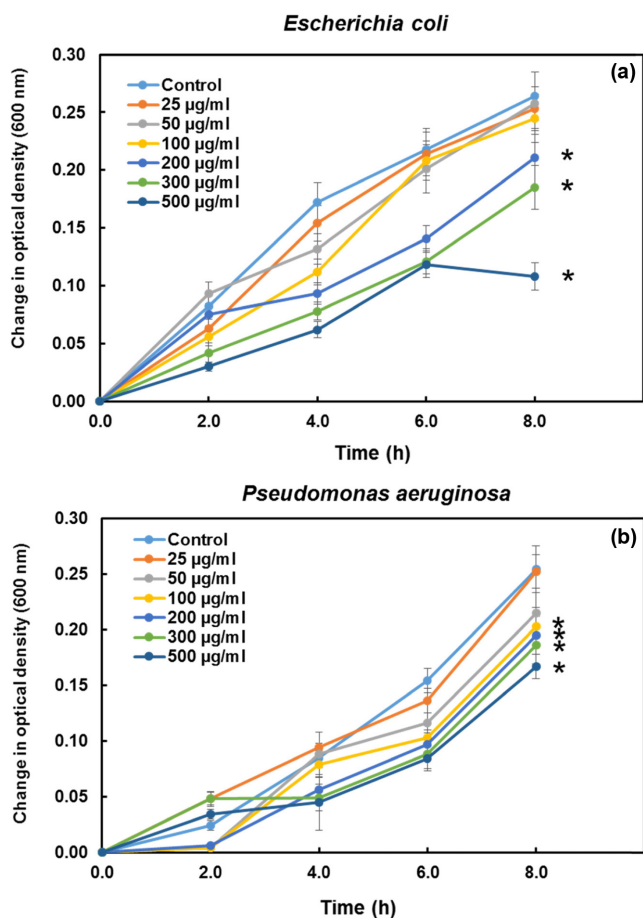 Escherichia coli
(a)
0.30
0.25
0.20
0.15
0.10
0.05
0.00
Change in optical density (600 nm)
Control
25 µg/ml
50 µg/ml
100 µg/ml
200 µg/ml
300 µg/ml
500 µg/ml
*
*
*
0.0 2.0 4.0 6.0 8.0
Time (h)
Pseudomonas aeruginosa
(b)
0.30
0.25
0.20
0.15
0.10
0.05
0.00
Change in optical density (600 nm)
Control
25 µg/ml
50 µg/ml
100 µg/ml
200 µg/ml
300 µg/ml
500 µg/ml
*
*
*
*
0.0 2.0 4.0 6.0 8.0
Time (h)